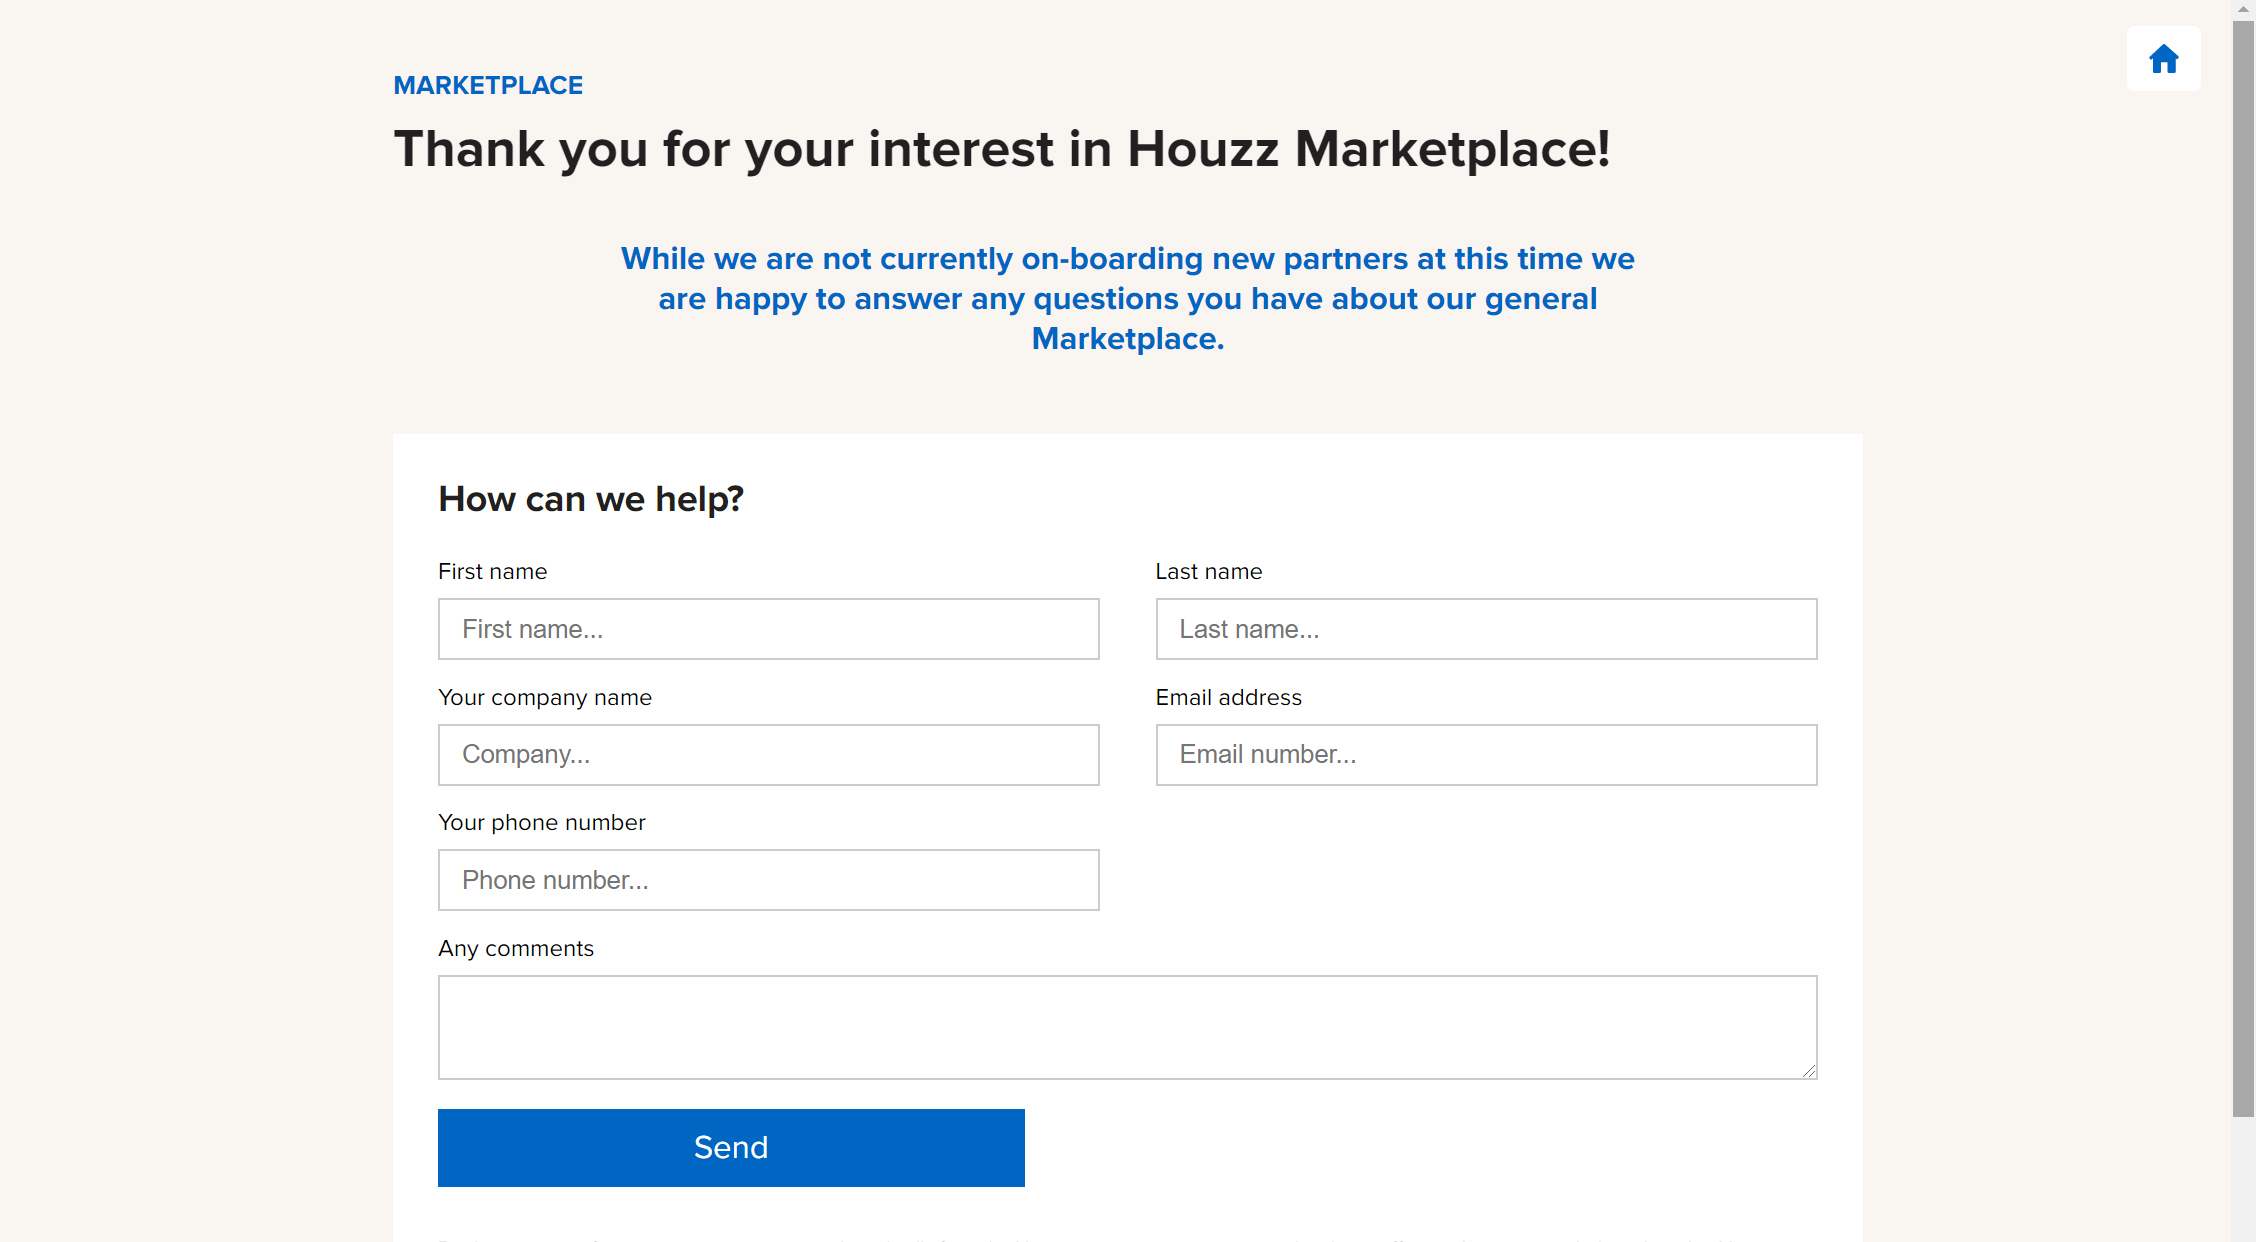 MARKETPLACE
Thank you for your interest in Houzz Marketplace!
While we are not currently on-boarding new partners at this time we
are happy to answer any questions you have about our general
Marketplace.
How can we help?
First name
Last name
First name...
Last name...
Your company name
Email address
Company...
Email number...
Your phone number
Phone number...
Any comments
Send